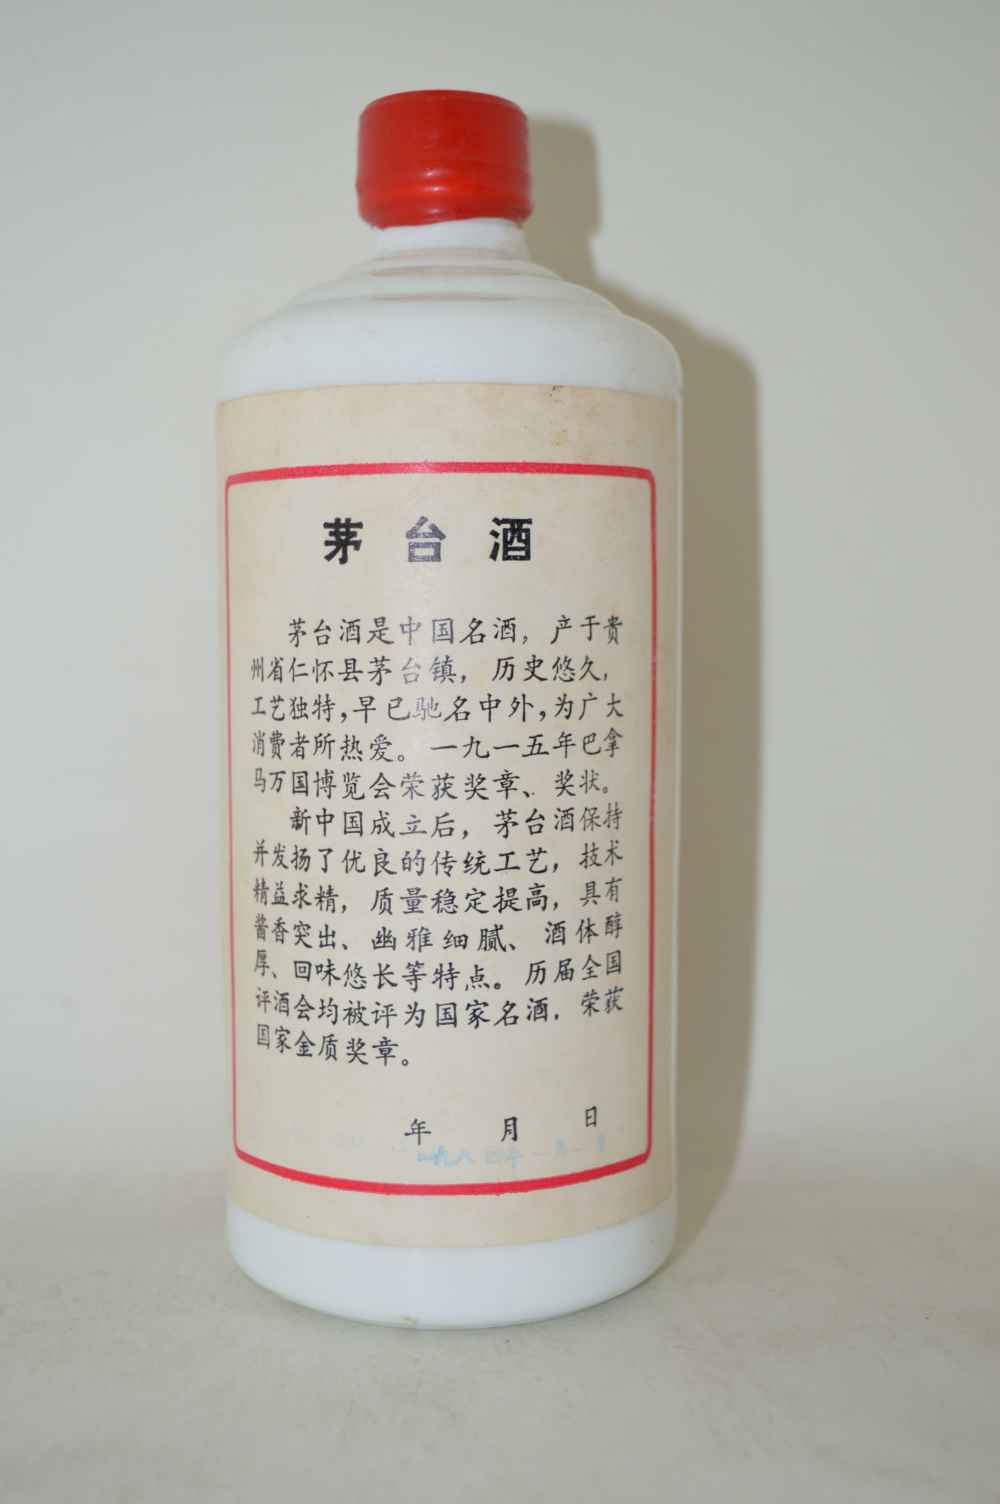 茅台酒
茅台酒是中国名酒，产于贵
州省仁怀县茅台镇，历史悠久，
工艺独特，早已驰名中外，为广大
消费者所热爱。一九一五年巴拿
马万国博览会荣获奖章、奖状。
新中国成立后，茅台酒保持
并发扬了优良的传统工艺，技术
精益求精，质量稳定提高，具有
酱香突出、幽雅细腻、酒体醇
厚、回味悠长等特点。历届全国
评酒会均被评为国家名酒，荣获
国家金质奖章。
年 月 日